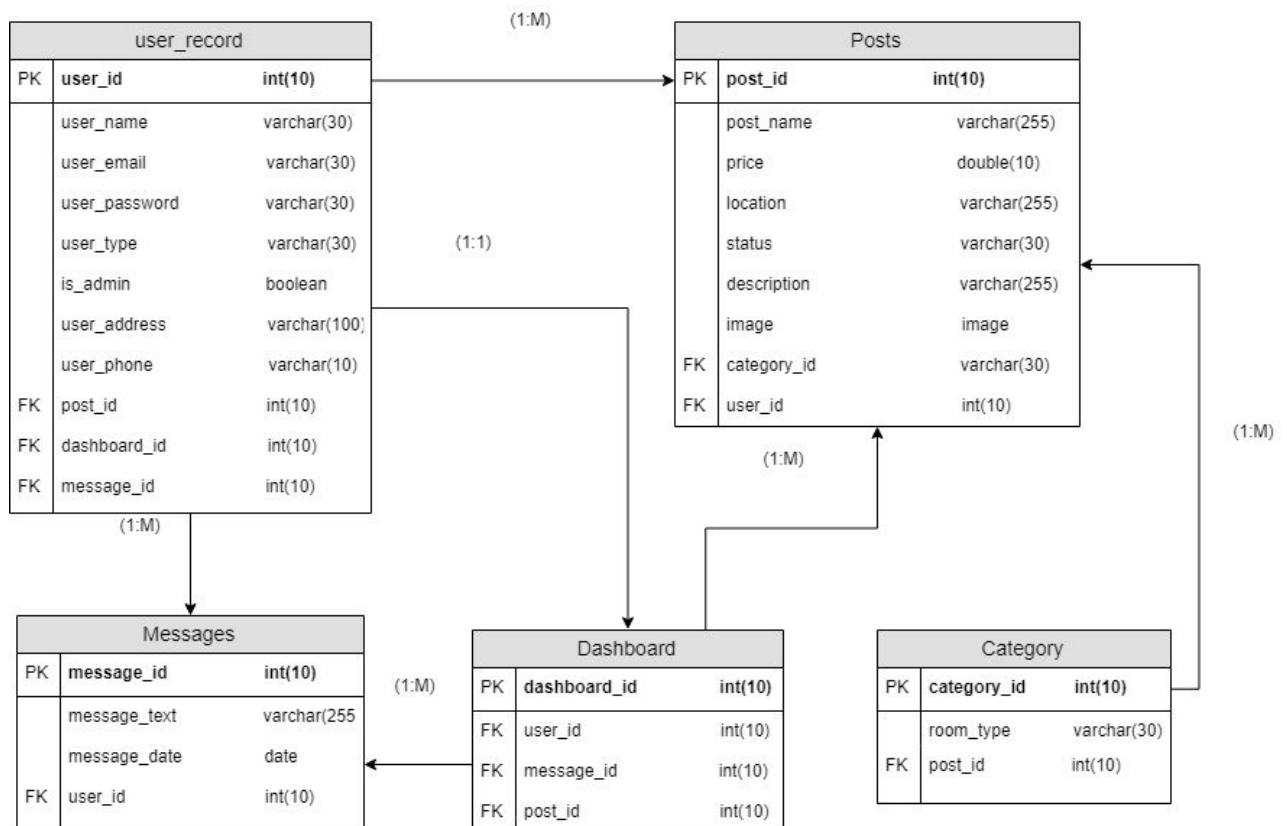 (1:M)
user_record
PK user_id int(10)
user_name varchar(30)
user_email varchar(30)
user_password varchar(30)
user_type varchar(30)
is_admin boolean
user_address varchar(100)
user_phone varchar(10)
FK post_id int(10)
FK dashboard_id int(10)
FK message_id int(10)
Posts
PK post_id int(10)
post_name varchar(255)
price double(10)
location varchar(255)
status varchar(30)
description varchar(255)
image image
FK category_id varchar(30)
FK user_id int(10)
(1:1)
(1:M)
(1:M)
(1:M)
Messages
PK message_id int(10)
message_text varchar(255
message_date date
FK user_id int(10)
(1:M)
Dashboard
PK dashboard_id int(10)
FK user_id int(10)
FK message_id int(10)
FK post_id int(10)
Category
PK category_id int(10)
room_type varchar(30)
FK post_id int(10)